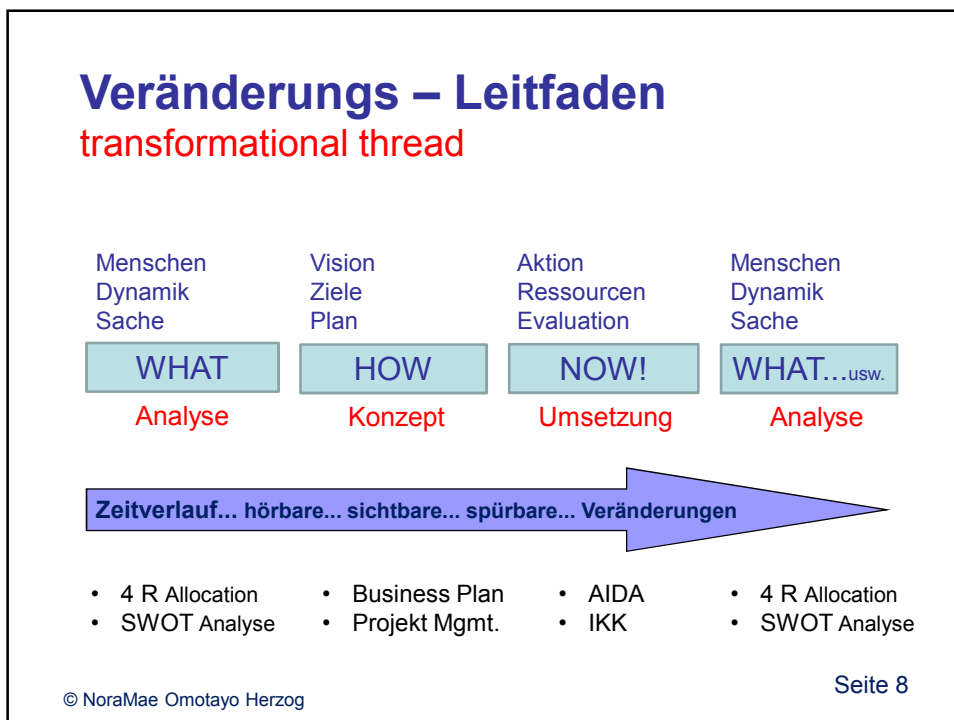 Veränderungs – Leitfaden
transformational thread
Menschen
Dynamik
Sache
WHAT
Analyse
Vision
Ziele
Plan
HOW
Konzept
Aktion
Ressourcen
Evaluation
NOW!
Umsetzung
Menschen
Dynamik
Sache
WHAT...usw.
Analyse
Zeitverlauf... hörbare... sichtbare... spürbare... Veränderungen
• 4 R Allocation
• SWOT Analyse
• Business Plan
• Projekt Mgmt.
• AIDA
• IKK
• 4 R Allocation
• SWOT Analyse
© NoraMae Omotayo Herzog
Seite 8